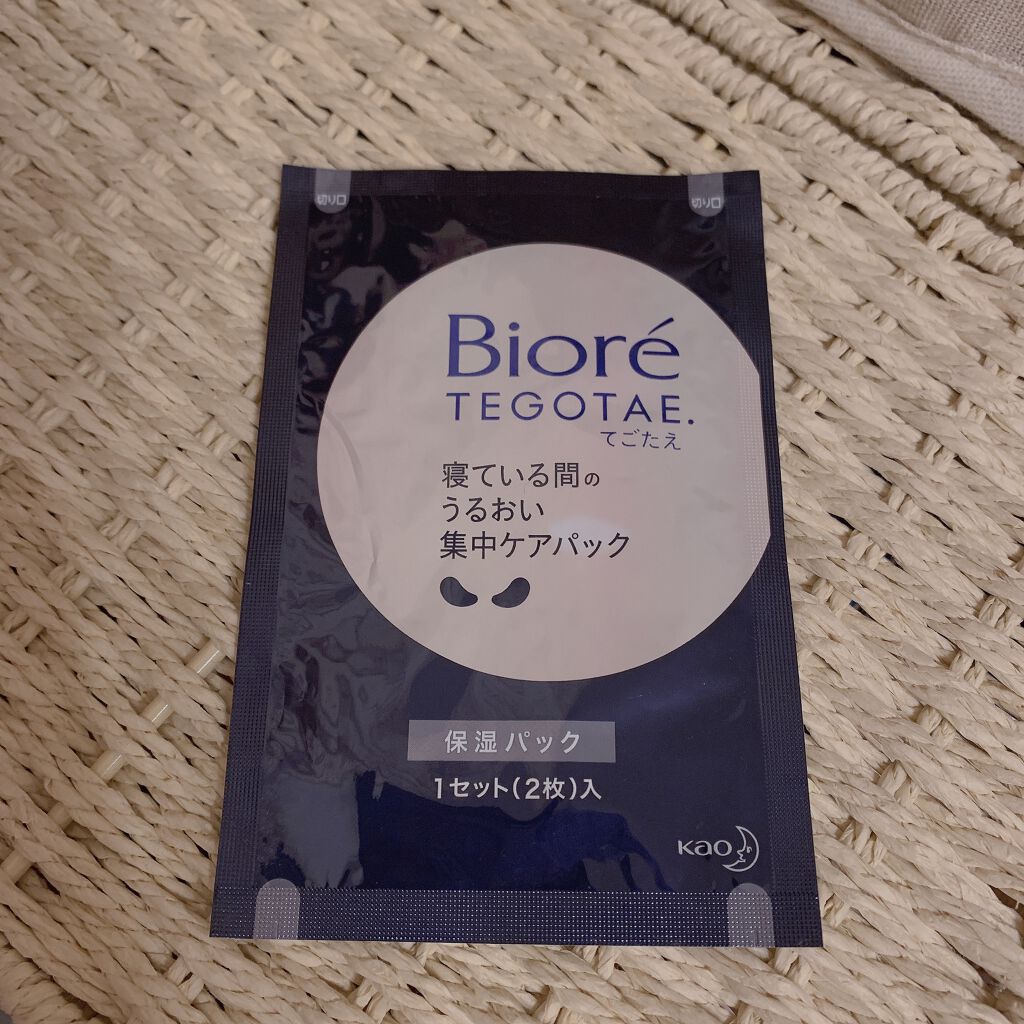 切り口
切り口
Bioré
TEGOTAE.
てごたえ
寝ている間の
うるおい
集中ケアパック
保湿パック
1セット(2枚)入
Kao